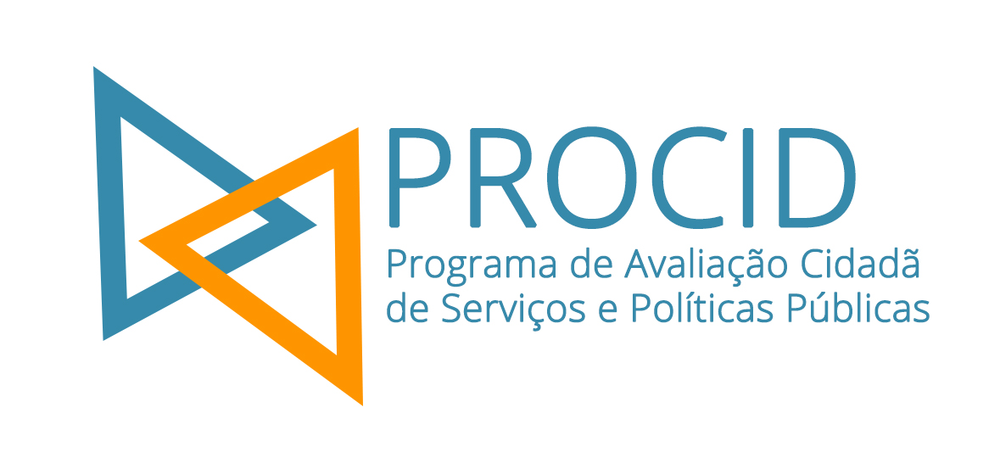 PROCID
Programa de Avaliação Cidadã
de Serviços e Políticas Públicas